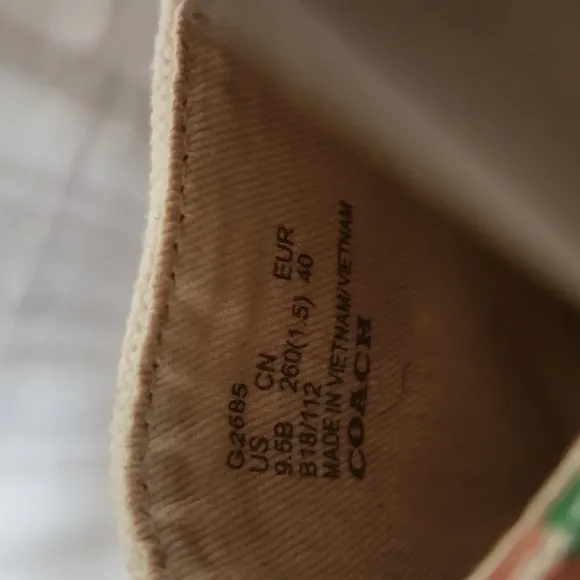 G2685
US CN EUR
9.5B 260(1.5) 40
B18/112
MADE IN VIETNAM/VIETNAM
COACH